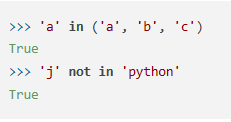 >>> 'a' in ('a', 'b', 'c')
True
>>> 'j' not in 'python'
True